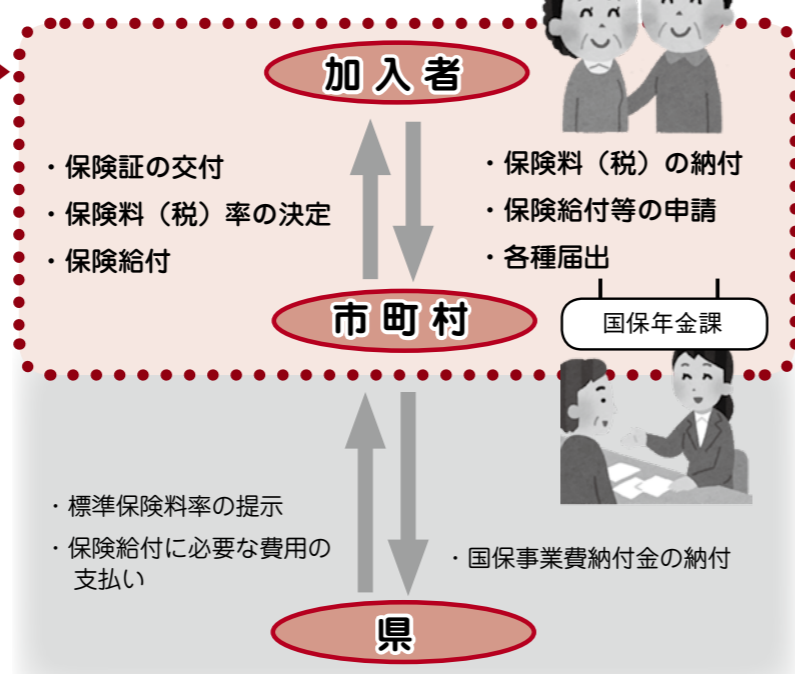 加入者
・保険証の交付
・保険料（税）率の決定
・保険給付
・保険料（税）の納付
・保険給付等の申請
・各種届出
市町村
国保年金課
・標準保険料率の提示
・保険給付に必要な費用の
支払い
・国保事業費納付金の納付
県